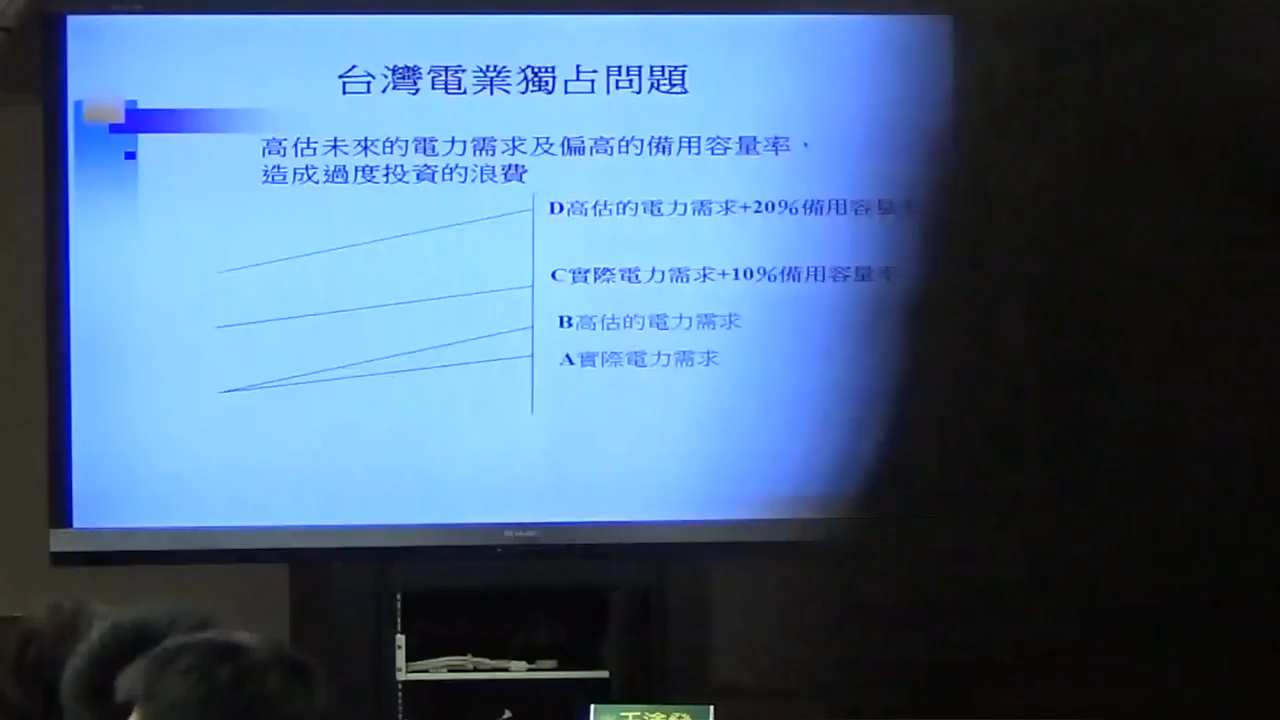 台灣電業獨占問題
高估未來的電力需求及偏高的備用容量率，
造成過度投資的浪費
D高估的電力需求+20%備用容量率
C實際電力需求+10%備用容量率
B高估的電力需求
A實際電力需求